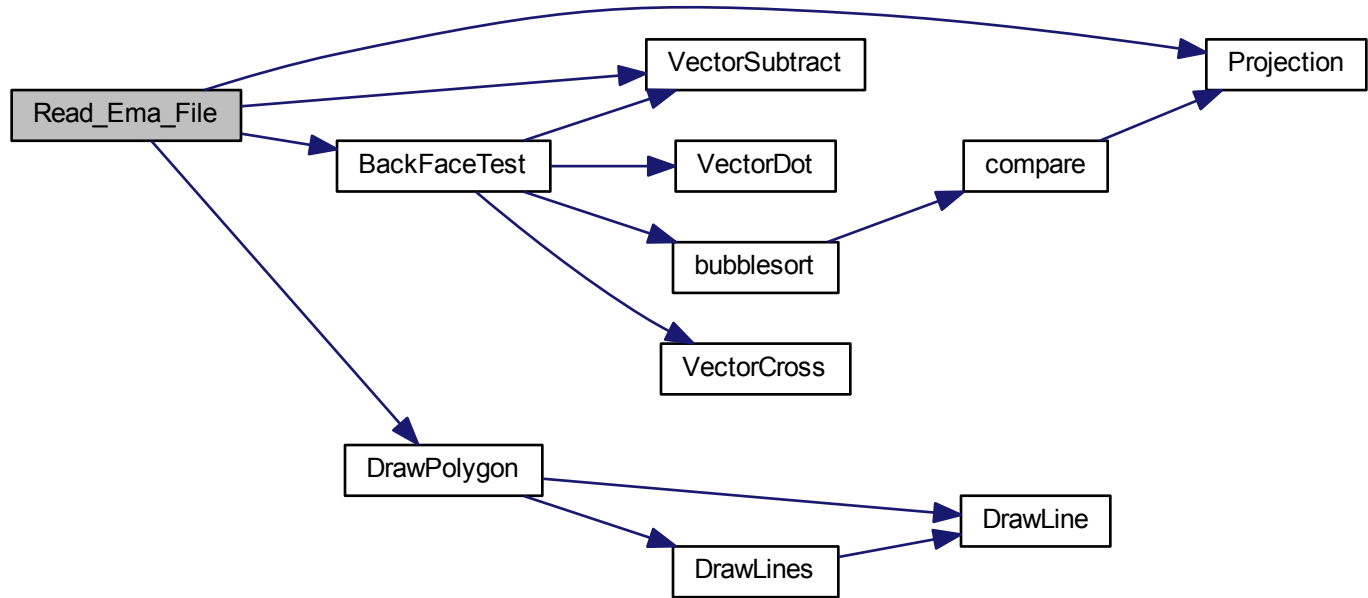 Read_Ema_File
VectorSubtract
Projection
BackFaceTest
VectorDot
compare
bubblesort
VectorCross
DrawPolygon
DrawLine
DrawLines